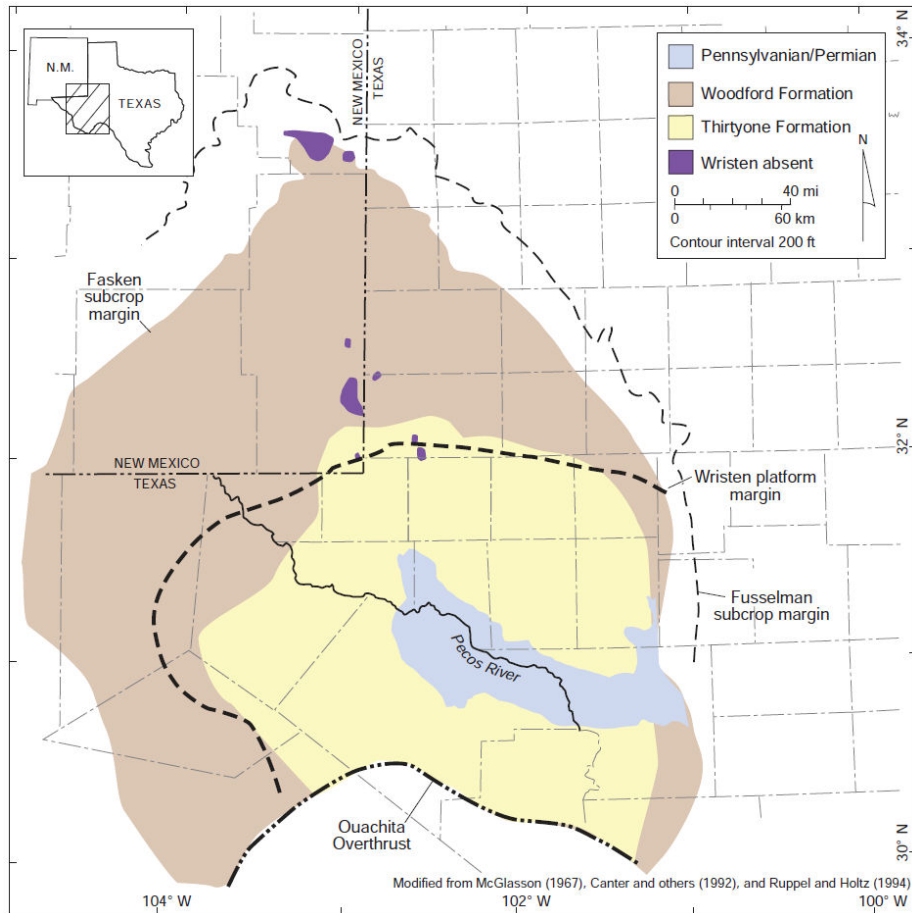 34° N
N.M.
TEXAS
NEW MEXICO
TEXAS
Pennsylvanian/Permian
Woodford Formation
Thirtyone Formation
Wristen absent
N
0 40 mi
0 60 km
Contour interval 200 ft
Fasken
subcrop
margin
32° N
NEW MEXICO
TEXAS
Wristen platform
margin
Fusselman
subcrop margin
Pecos River
Ouachita
Overthrust
30° N
Modified from McGlasson (1967), Canter and others (1992), and Ruppel and Holtz (1994)
104° W
102° W
100° W